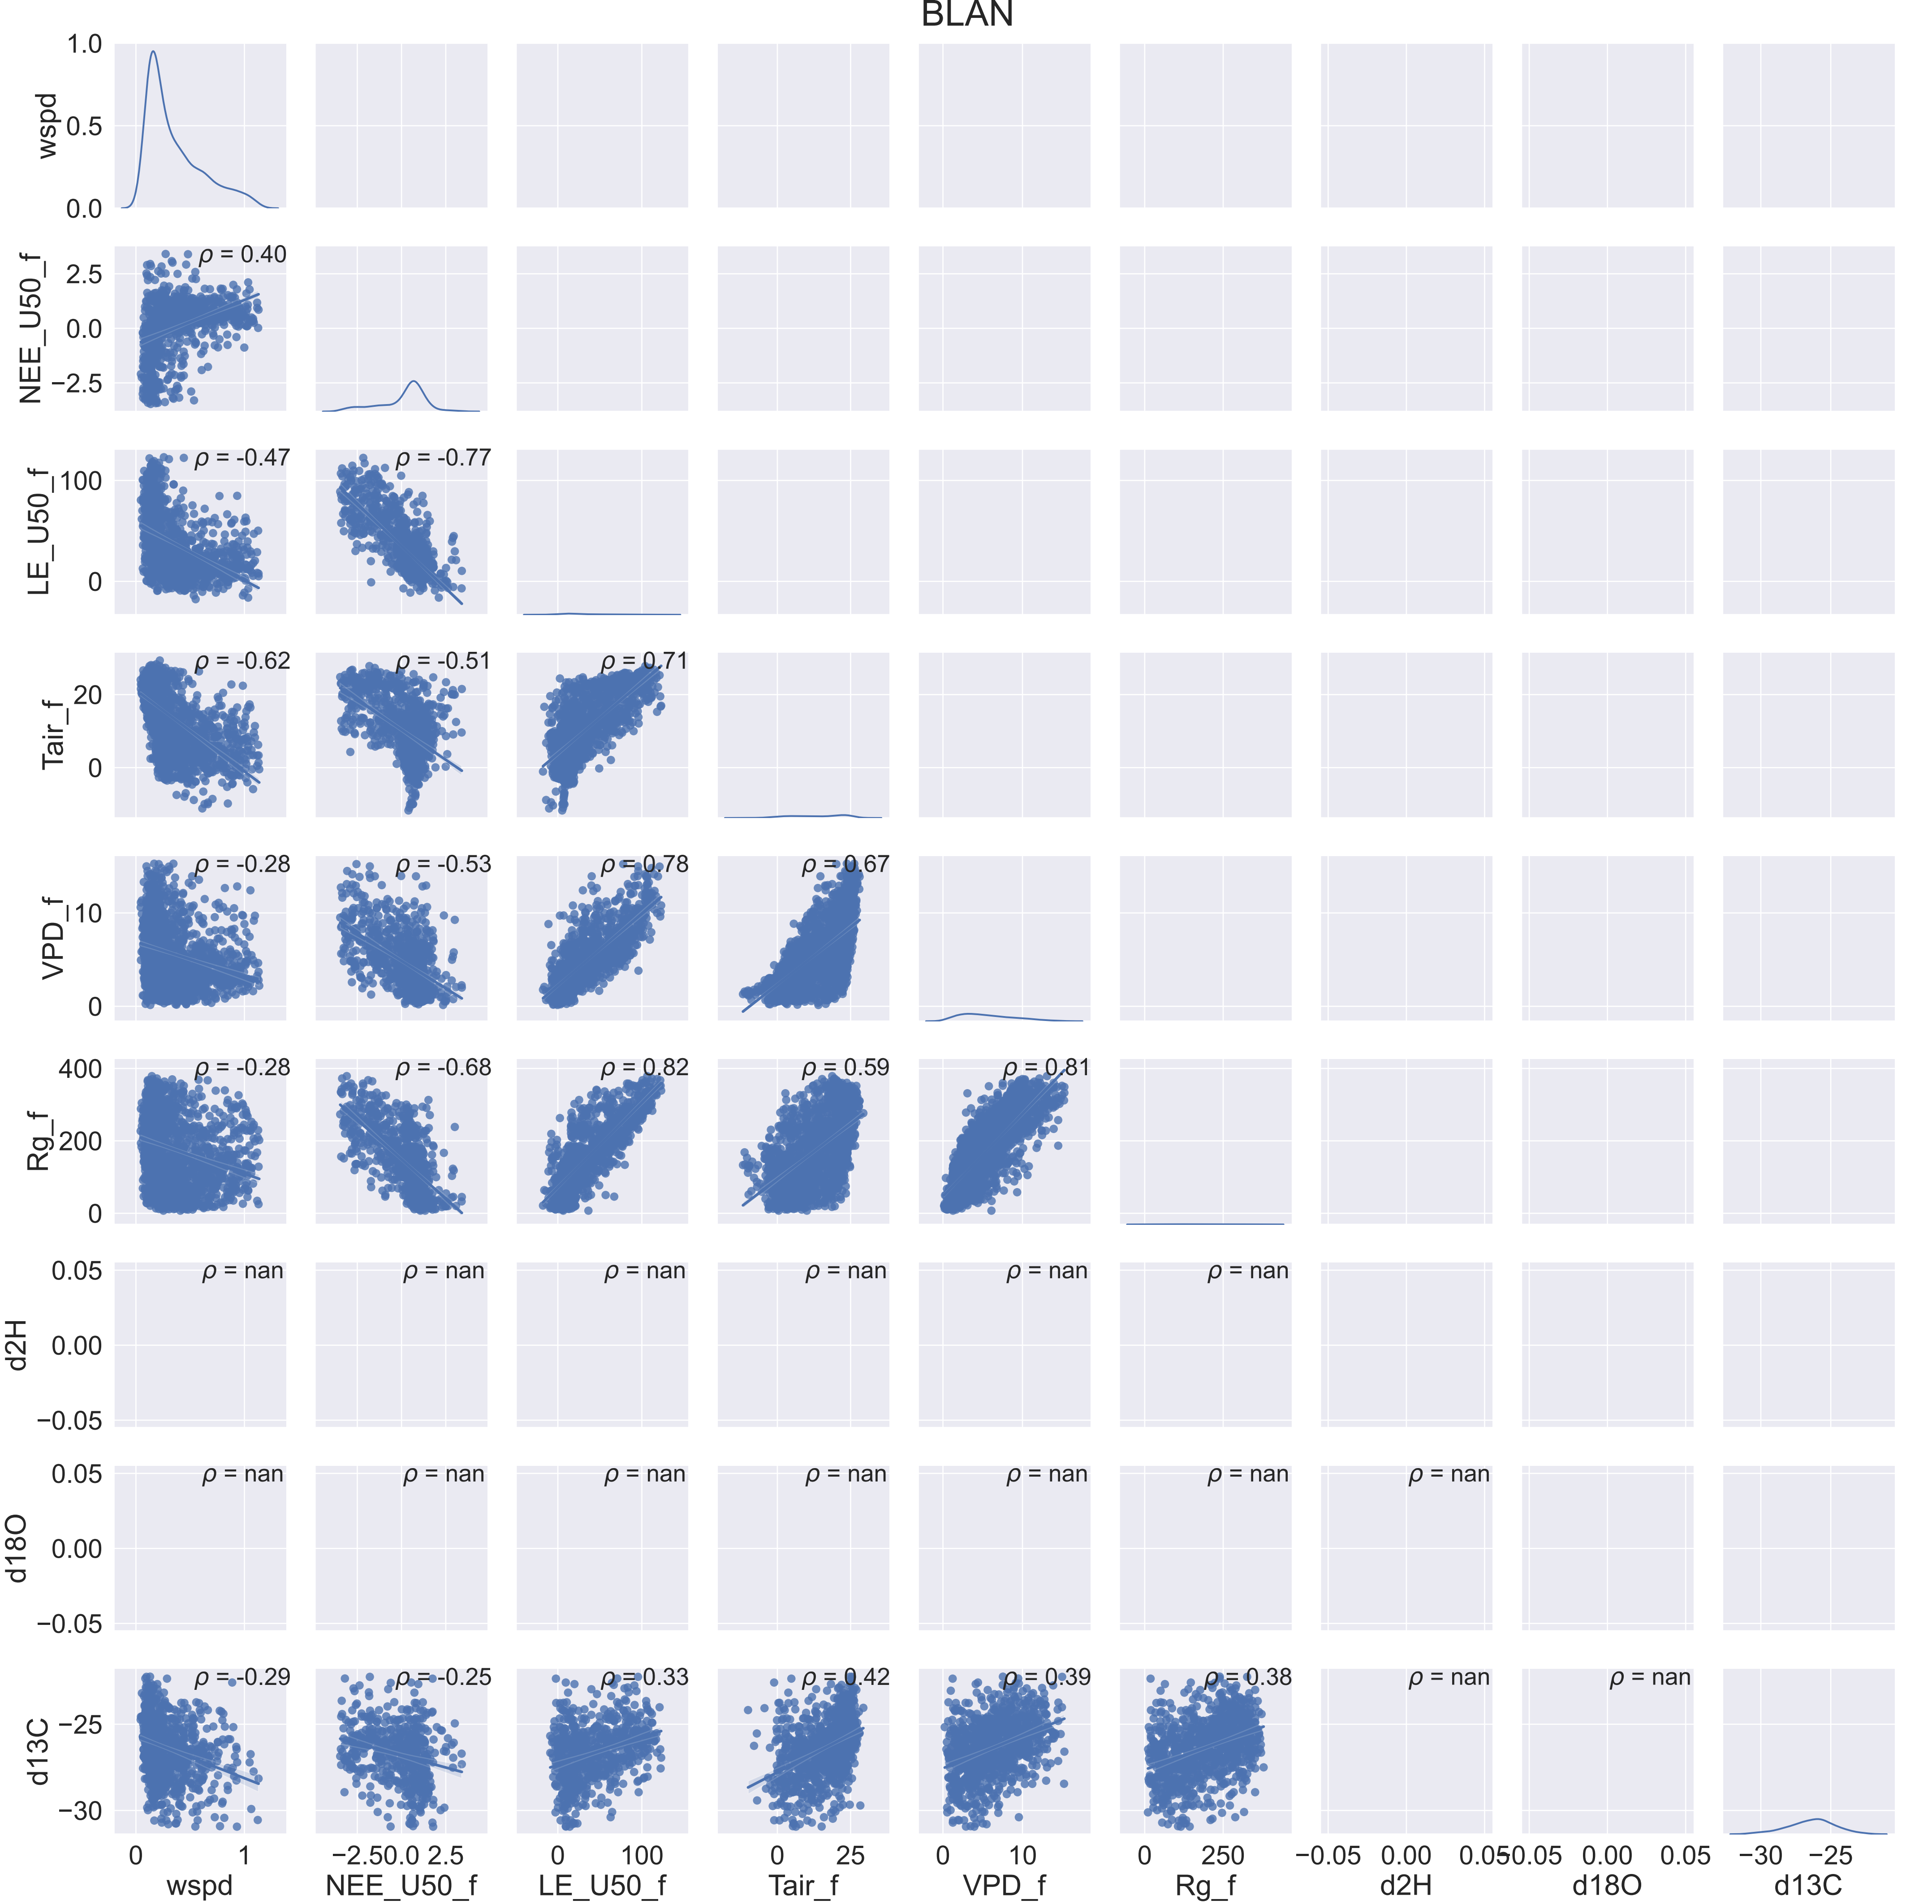 BLAN
1.0
0.5
0.0
wspd
ρ = 0.40
2.5
0.0
−2.5
NEE_U50_f
ρ = -0.47 ρ = -0.77
100
0
LE_U50_f
ρ = -0.62 ρ = -0.51 ρ = 0.71
20
0
Tair_f
ρ = -0.28 ρ = -0.53 ρ = 0.78 ρ = 0.67
10
0
VPD_f
ρ = -0.28 ρ = -0.68 ρ = 0.82 ρ = 0.59 ρ = 0.81
400
200
0
Rg_f
ρ = nan ρ = nan ρ = nan ρ = nan ρ = nan ρ = nan
0.05
0.00
−0.05
d2H
ρ = nan ρ = nan ρ = nan ρ = nan ρ = nan ρ = nan ρ = nan
0.05
0.00
−0.05
d18O
ρ = -0.29 ρ = -0.25 ρ = 0.33 ρ = 0.42 ρ = 0.39 ρ = 0.38 ρ = nan ρ = nan
−25
−30
d13C
0 1 −2.5 0.0 2.5 0 100 0 25 0 10 0 250 −0.05 0.00 0.05 −0.05 0.00 0.05 −30 −25
wspd NEE_U50_f LE_U50_f Tair_f VPD_f Rg_f d2H d18O d13C